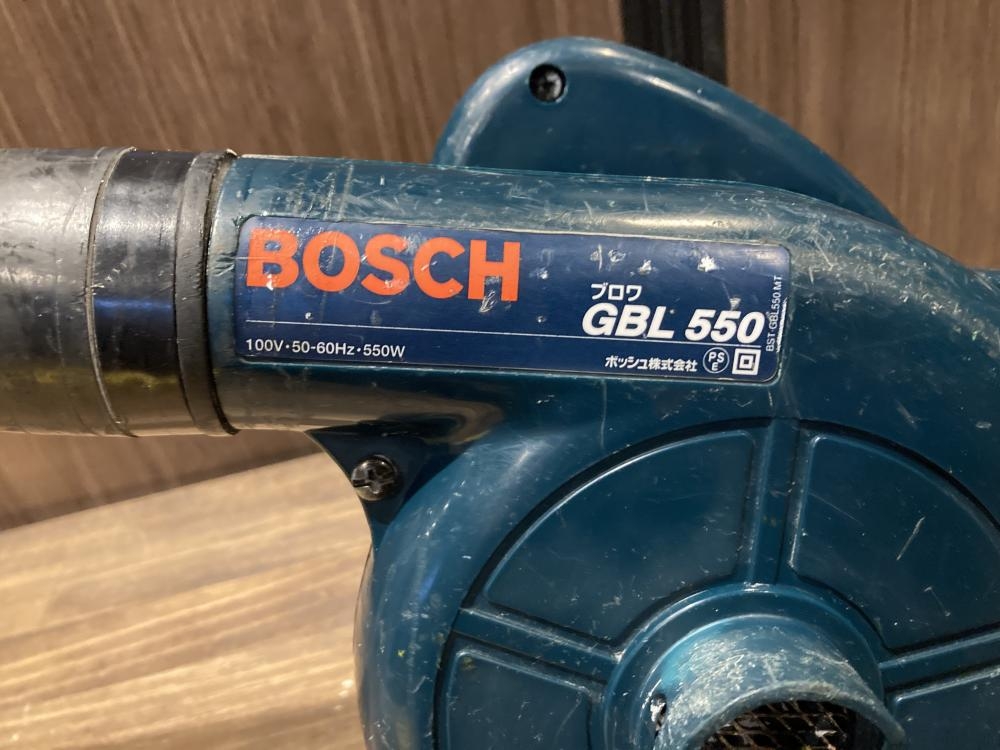 BOSCH
ブロワ
GBL 550
100V・50-60Hz・550W
ボッシュ株式会社
PS
E
BST GBL550.MT